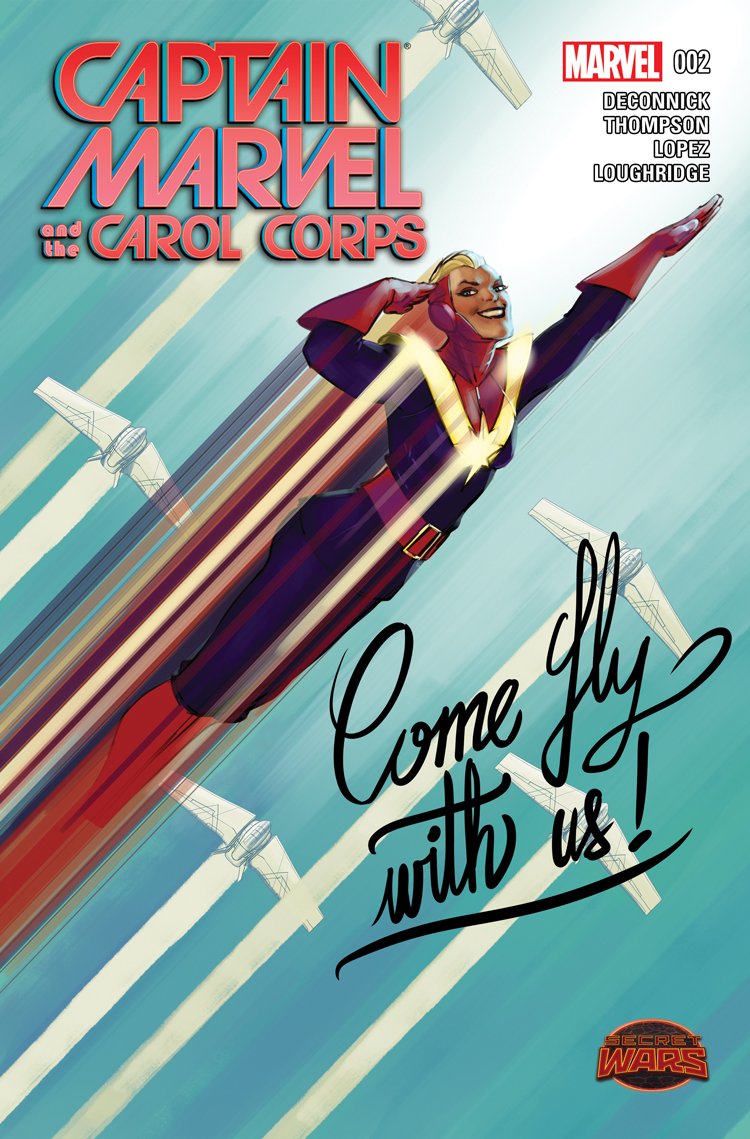 CAPTAIN®
MARVEL
and the CAROL CORPS
MARVEL 002
DECONNICK
THOMPSON
LOPEZ
LOUGHRIDGE
Come fly
with us!
SECRET
WARS